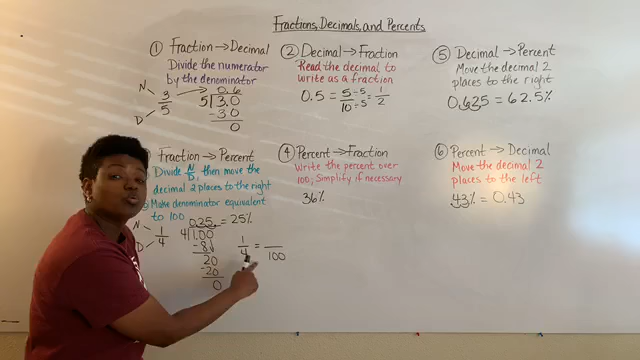 Fractions, Decimals, and Percents
① Fraction → Decimal
Divide the numerator
by the denominator
N 3
D 5
0.6
5 3.0
-30
0
② Decimal → Fraction
Read the decimal to
write as a fraction
0.5 = 5 ÷5 = 1
10 ÷5 2
⑤ Decimal → Percent
Move the decimal 2
places to the right
0.625 = 62.5%
Fraction → Percent
Divide N/D, then move the
decimal 2 places to the right
Make denominator equivalent
to 100
N 1
D 4
0.25 = 25%
4 1.00
-8
20
-20
0
1 =
4 100
④ Percent → Fraction
Write the percent over
100; Simplify if necessary
36%
⑥ Percent → Decimal
Move the decimal 2
places to the left
43% = 0.43